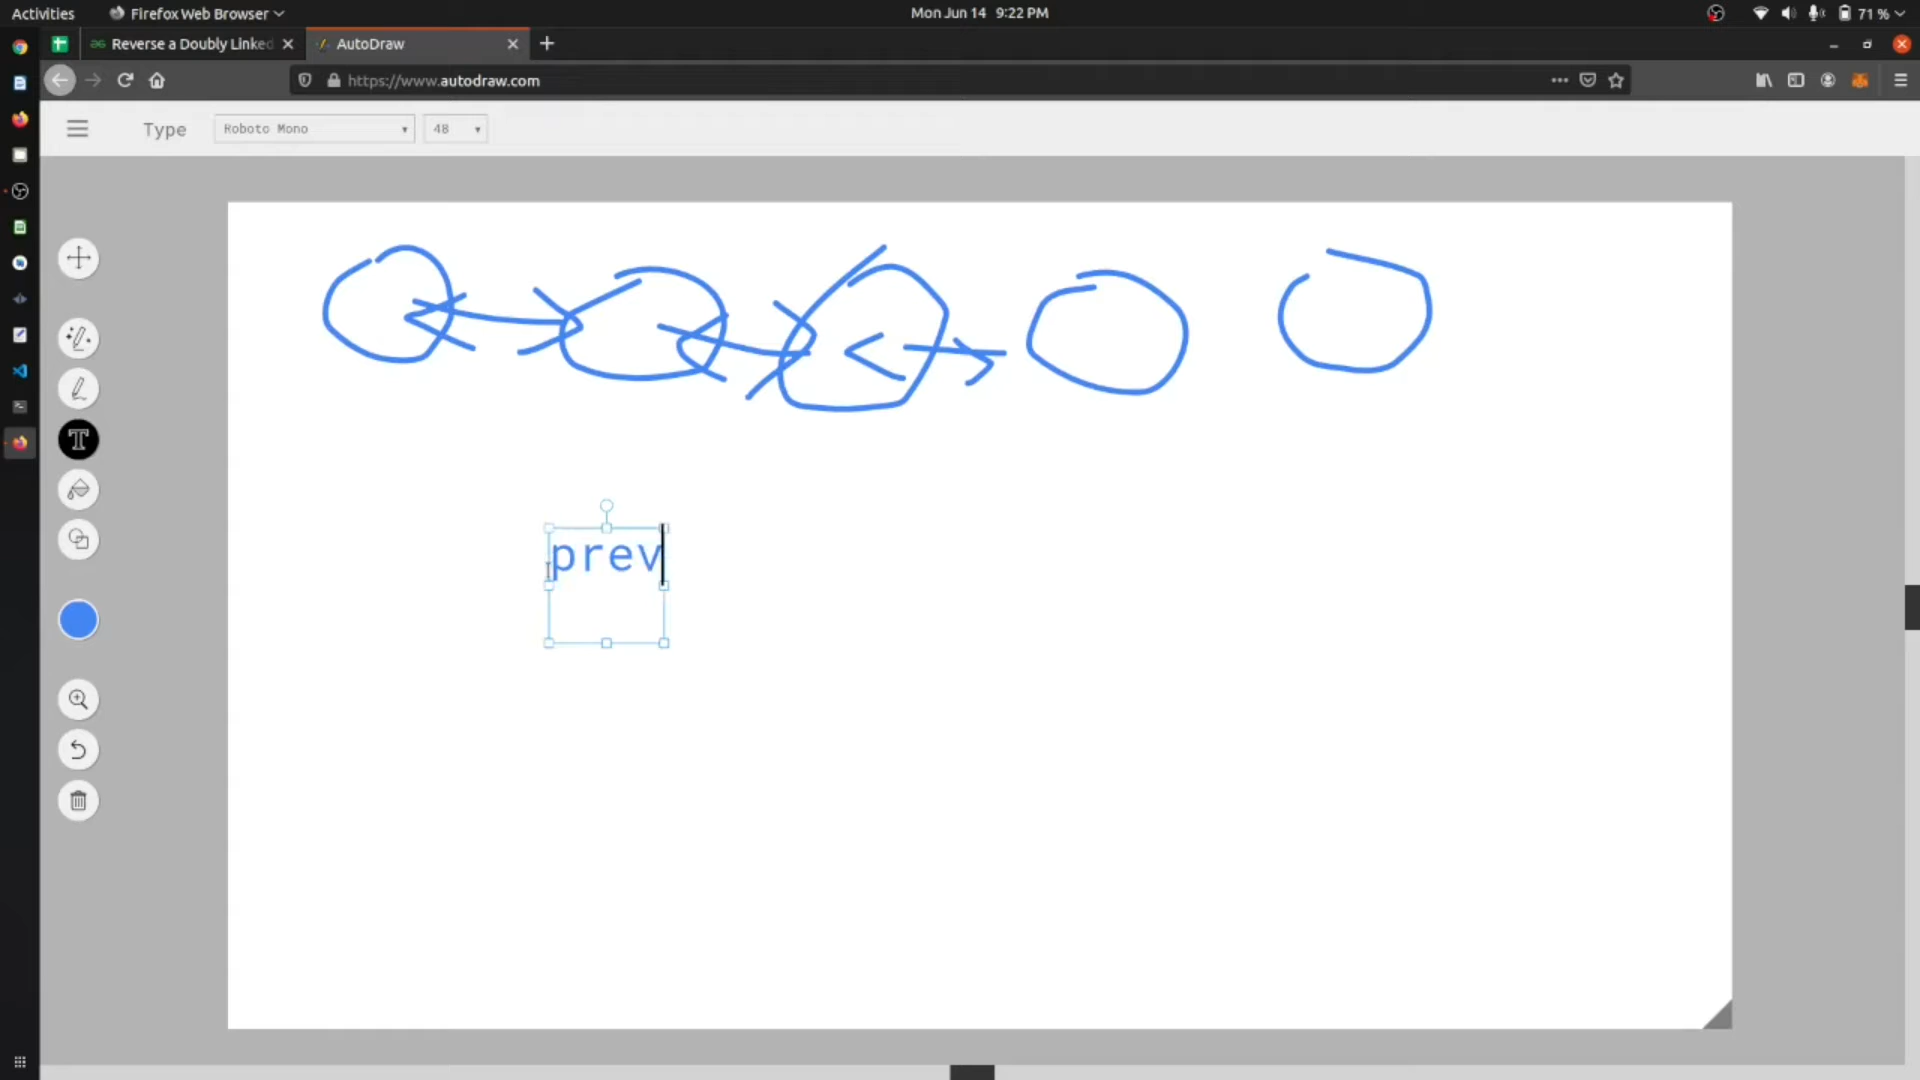 Activities
Firefox Web Browser
Mon Jun 14 9:22 PM
71 %
Reverse a Doubly Linked
AutoDraw
https://www.autodraw.com
Type
Roboto Mono
48
prev